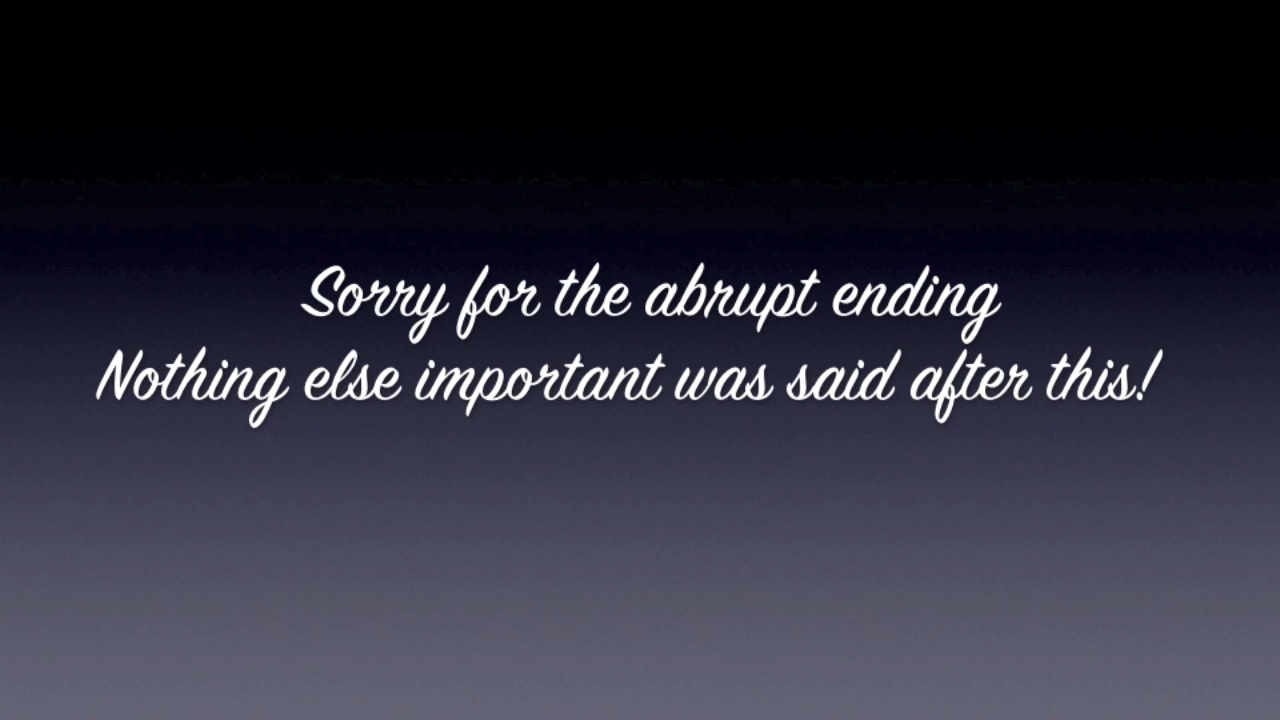 Sorry for the abrupt ending
Nothing else important was said after this!